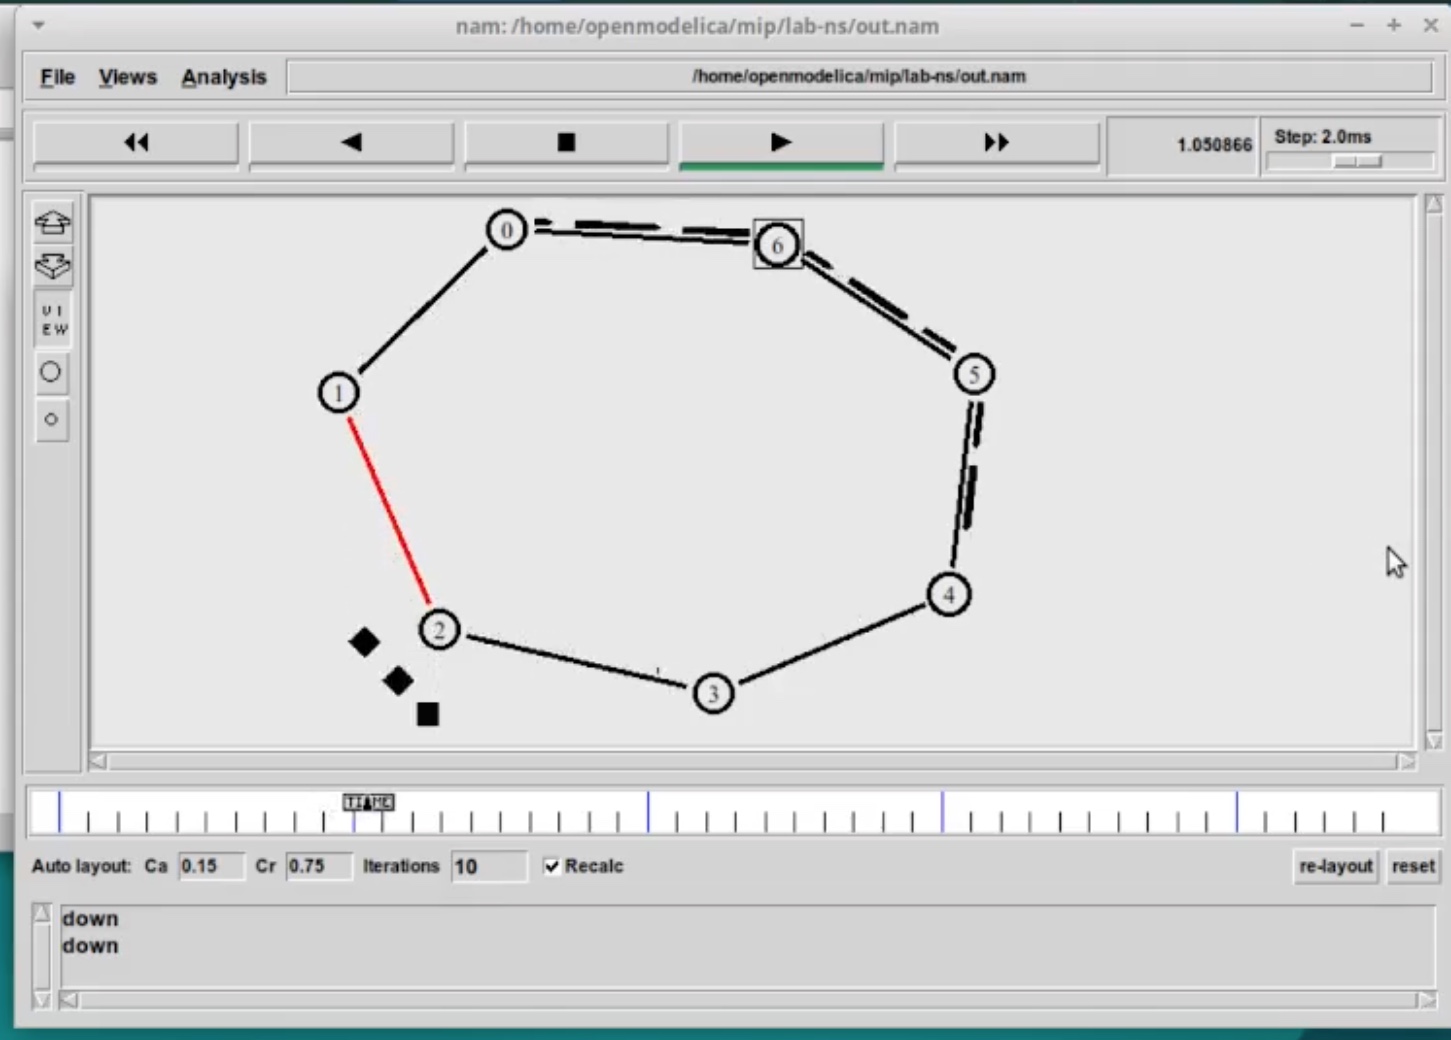 nam: /home/openmodelica/mip/lab-ns/out.nam
File Views Analysis /home/openmodelica/mip/lab-ns/out.nam
1.050866 Step: 2.0ms
VI
EW
0
6
5
1
4
2
3
TIME
Auto layout: Ca 0.15 Cr 0.75 Iterations 10 Recalc re-layout reset
down
down